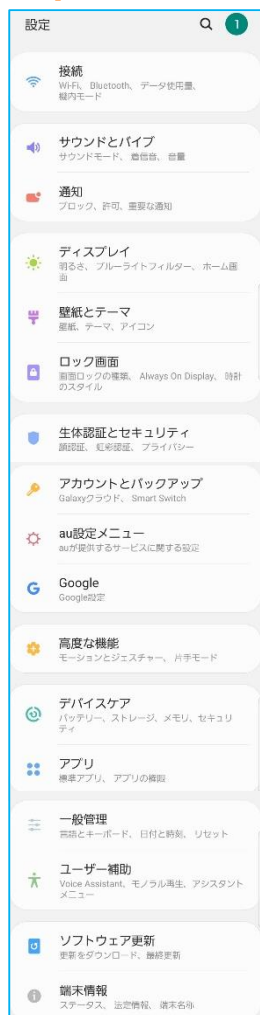 設定
1
接続
Wi-Fi、 Bluetooth、 データ使用量、
機内モード
サウンドとバイブ
サウンドモード、 着信音、 音量
通知
ブロック、許可、重要な通知
ディスプレイ
明るさ、 ブルーライトフィルター、 ホーム画
面
壁紙とテーマ
壁紙、テーマ、アイコン
ロック画面
画面ロックの種類、 Always On Display、 時計
のスタイル
生体認証とセキュリティ
顔認証、 虹彩認証、 プライバシー
アカウントとバックアップ
Galaxyクラウド、 Smart Switch
au設定メニュー
auが提供するサービスに関する設定
Google
Google設定
高度な機能
モーションとジェスチャー、 片手モード
デバイスケア
バッテリー、ストレージ、メモリ、セキュリ
ティ
アプリ
標準アプリ、 アプリの権限
一般管理
言語とキーボード、 日付と時刻、 リセット
ユーザー補助
Voice Assistant、モノラル再生、アシスタント
メニュー
ソフトウェア更新
更新をダウンロード、最終更新
端末情報
ステータス、 法定情報、 端末名称